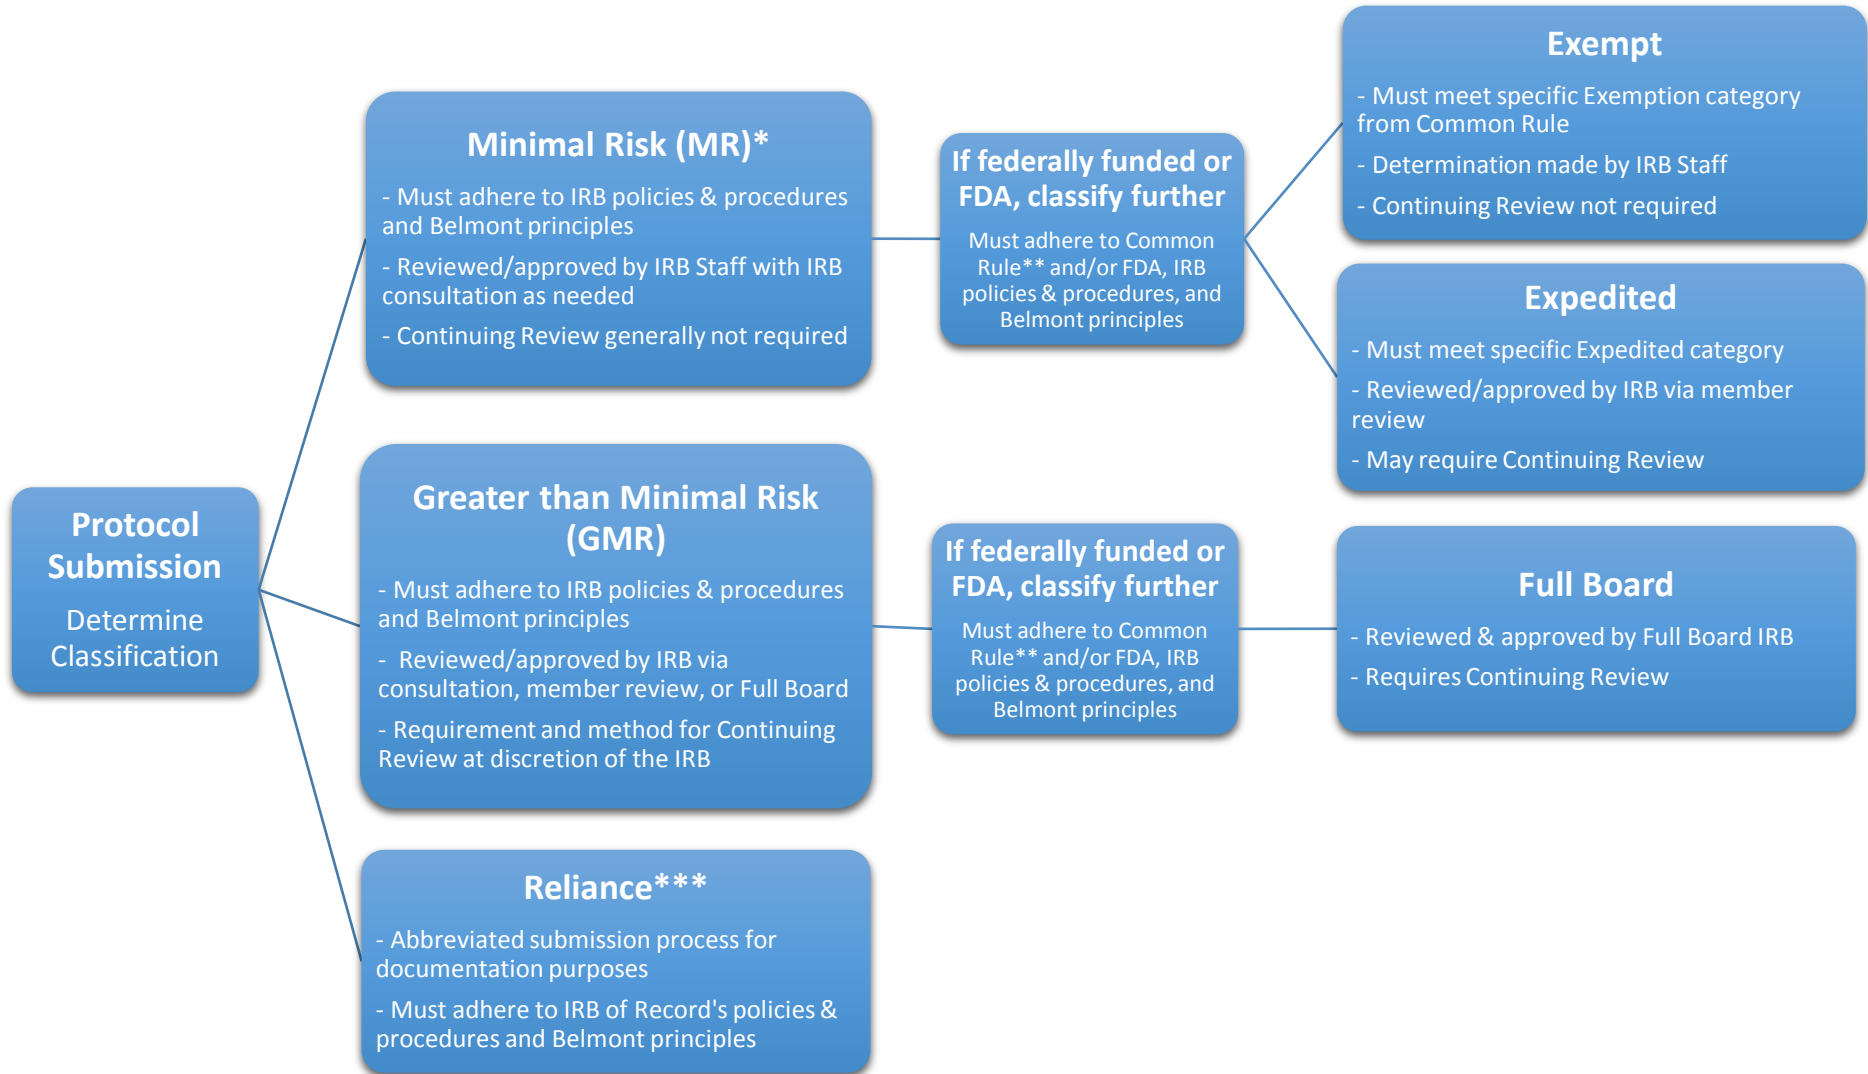 Protocol
Submission
Determine
Classification
Minimal Risk (MR)*
- Must adhere to IRB policies & procedures
and Belmont principles
- Reviewed/approved by IRB Staff with IRB
consultation as needed
- Continuing Review generally not required
If federally funded or
FDA, classify further
Must adhere to Common
Rule** and/or FDA, IRB
policies & procedures, and
Belmont principles
Exempt
- Must meet specific Exemption category
from Common Rule
- Determination made by IRB Staff
- Continuing Review not required
Expedited
- Must meet specific Expedited category
- Reviewed/approved by IRB via member
review
- May require Continuing Review
Greater than Minimal Risk
(GMR)
- Must adhere to IRB policies & procedures
and Belmont principles
- Reviewed/approved by IRB via
consultation, member review, or Full Board
- Requirement and method for Continuing
Review at discretion of the IRB
If federally funded or
FDA, classify further
Must adhere to Common
Rule** and/or FDA, IRB
policies & procedures, and
Belmont principles
Full Board
- Reviewed & approved by Full Board IRB
- Requires Continuing Review
Reliance***
- Abbreviated submission process for
documentation purposes
- Must adhere to IRB of Record's policies &
procedures and Belmont principles